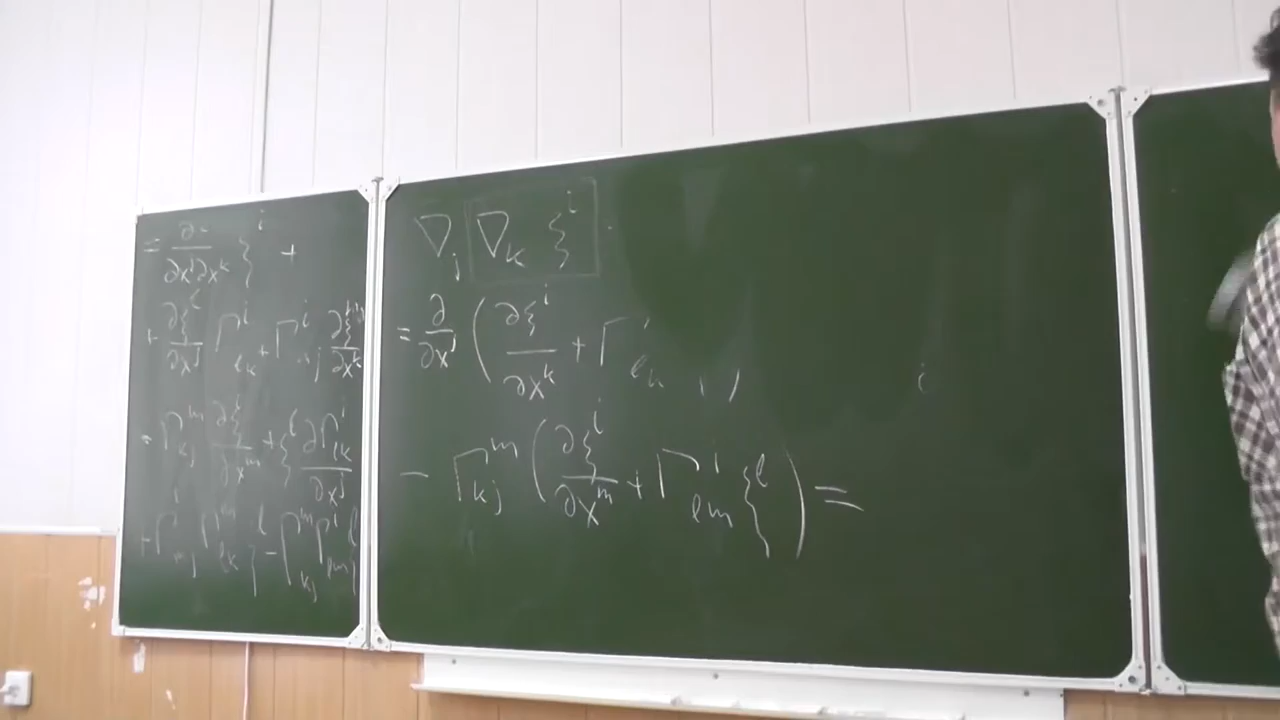 = ∂² / ∂x^j ∂x^k ξ^i +
+ ∂ξ^l / ∂x^j Γ^i_{lk} + Γ^i_{mj} ∂ξ^m / ∂x^k
- Γ^m_{kj} ∂ξ^i / ∂x^m + ξ^l ∂Γ^i_{lk} / ∂x^j
+ Γ^i_{mj} Γ^m_{lk} ξ^l - Γ^m_{kj} Γ^i_{lm} ξ^l
∇_j ∇_k ξ^i
= ∂/∂x^j ( ∂ξ^i / ∂x^k + Γ^i_{lk} )
- Γ^m_{kj} ( ∂ξ^i / ∂x^m + Γ^i_{lm} ξ^l ) =
i